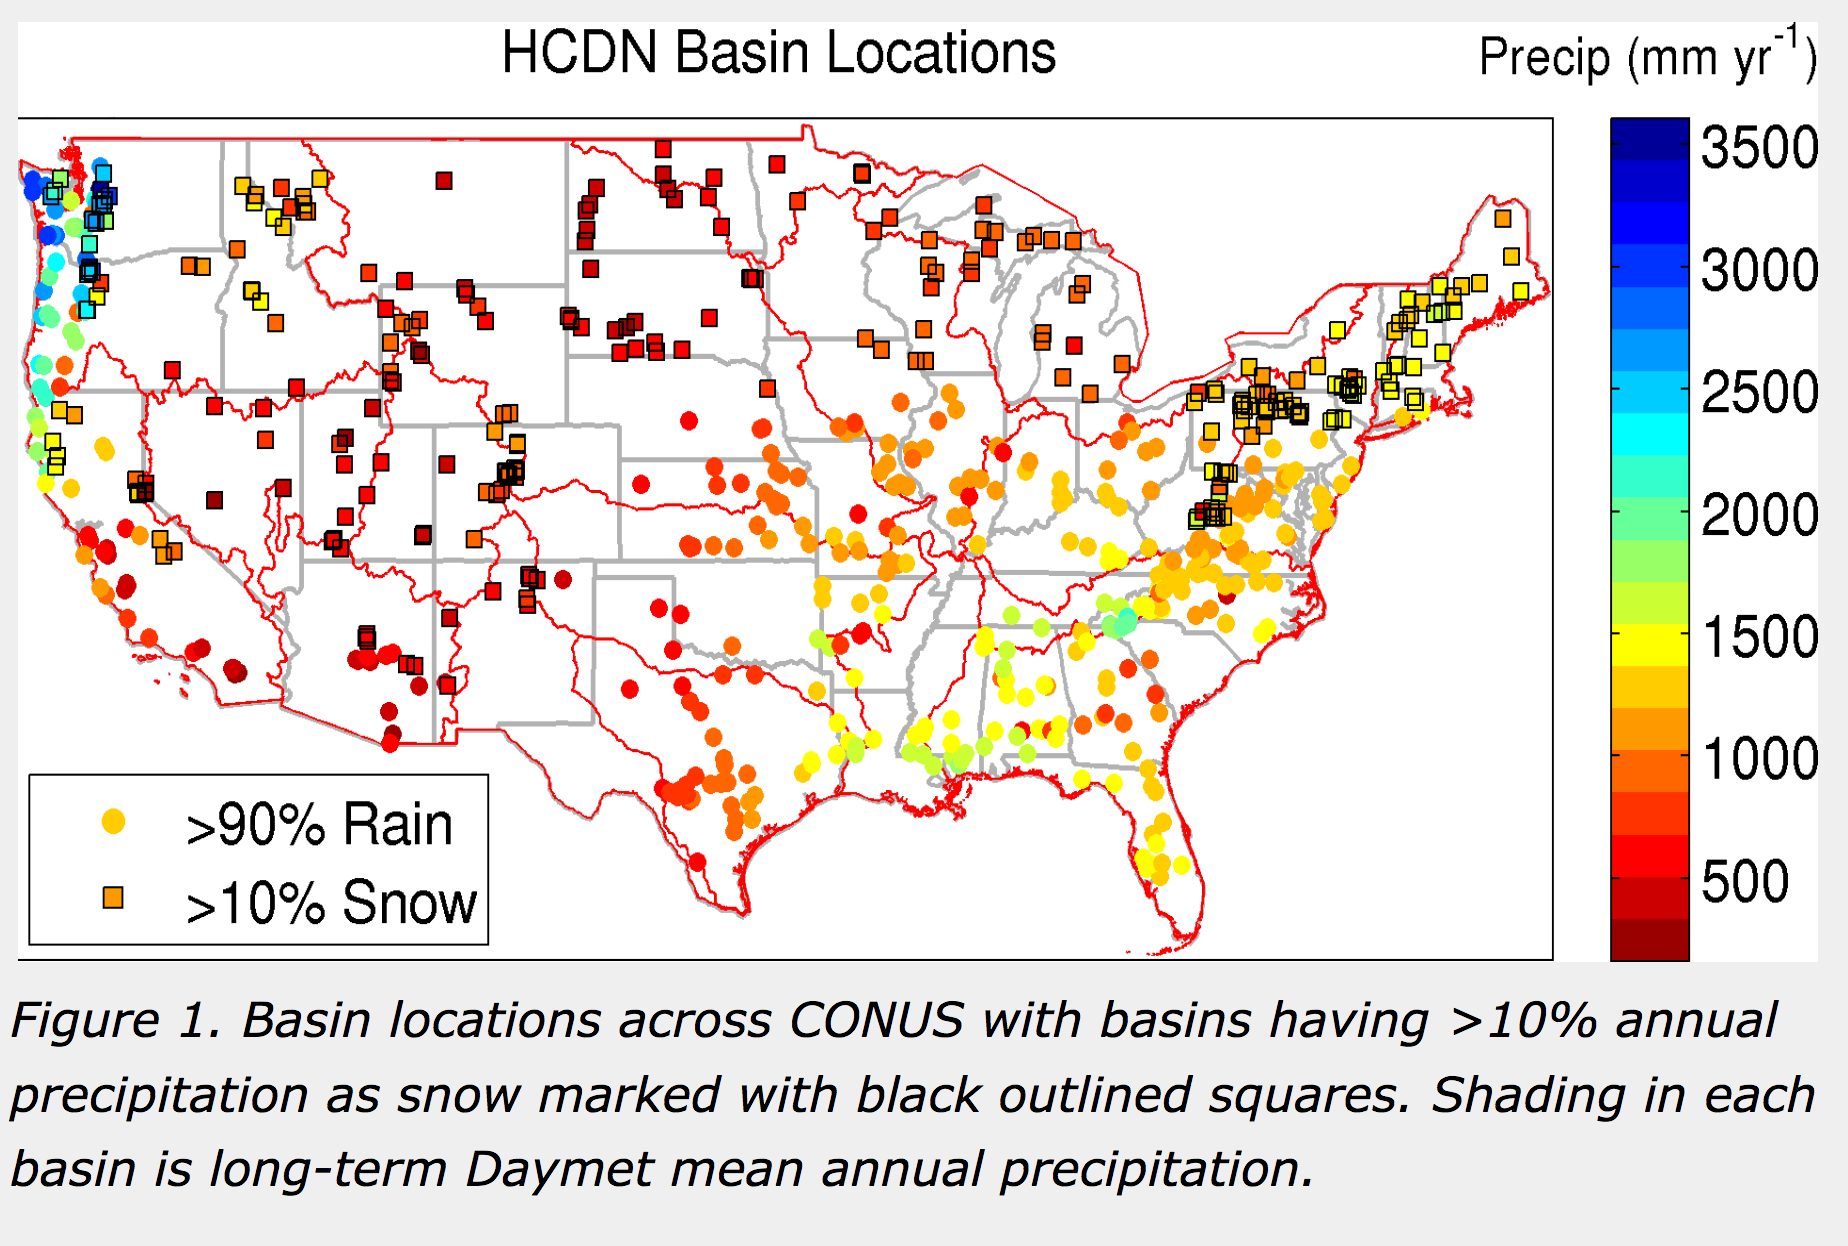 HCDN Basin Locations
Precip (mm yr-1)
3500
3000
2500
2000
1500
1000
500
>90% Rain
>10% Snow
Figure 1. Basin locations across CONUS with basins having >10% annual
precipitation as snow marked with black outlined squares. Shading in each
basin is long-term Daymet mean annual precipitation.